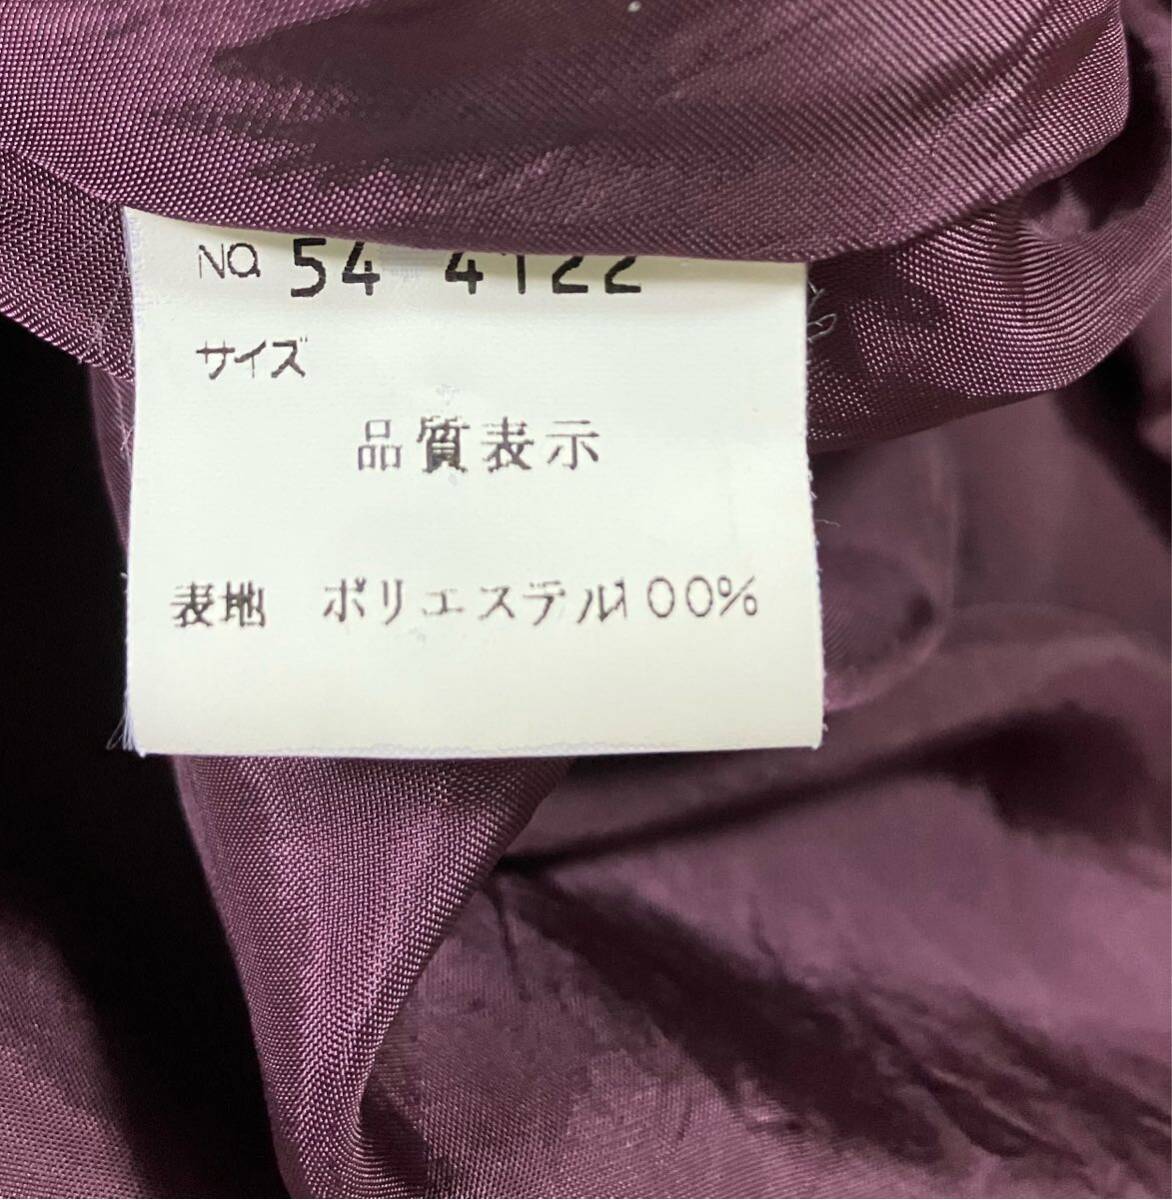 NO. 54 4122
サイズ
品質表示
表地 ポリエステル100%